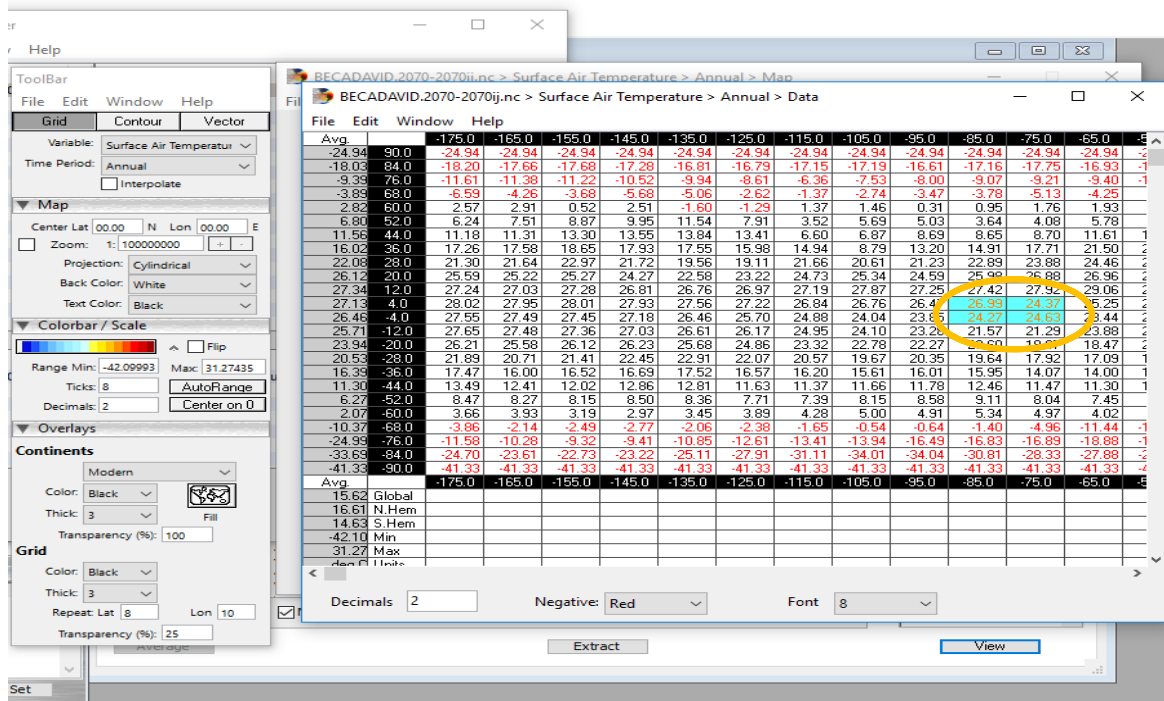 er
Help
ToolBar
File Edit Window Help
Grid Contour Vector
Variable: Surface Air Temperatur
Time Period: Annual
Interpolate
Map
Center Lat 00.00 N Lon 00.00 E
Zoom: 1: 100000000 + -
Projection: Cylindrical
Back Color: White
Text Color: Black
Colorbar / Scale
Flip
Range Min: -42.09993 Max: 31.27435
Ticks: 8 AutoRange
Decimals: 2 Center on 0
Overlays
Continents
Modern
Color: Black
Thick: 3 Fill
Transparency (%): 100
Grid
Color: Black
Thick: 3
Repeat: Lat 8 Lon 10
Transparency (%): 25
Set
BECADAVID.2070-2070ij.nc > Surface Air Temperature > Annual > Map
Fil
BECADAVID.2070-2070ij.nc > Surface Air Temperature > Annual > Data
File Edit Window Help
Avg. -175.0 -165.0 -155.0 -145.0 -135.0 -125.0 -115.0 -105.0 -95.0 -85.0 -75.0 -65.0
-24.94 90.0 -24.94 -24.94 -24.94 -24.94 -24.94 -24.94 -24.94 -24.94 -24.94 -24.94 -24.94 -24.94
-18.03 84.0 -18.20 -17.66 -17.68 -17.28 -16.81 -16.79 -17.15 -17.19 -16.61 -17.16 -17.75 -16.93
-9.39 76.0 -11.61 -11.38 -11.22 -10.52 -9.94 -8.61 -6.36 -7.53 -8.00 -9.07 -9.21 -9.40
-3.89 68.0 -6.59 -4.26 -3.68 -5.68 -5.06 -2.62 -1.37 -2.74 -3.47 -3.78 -5.13 -4.25
2.82 60.0 2.57 2.91 0.52 2.51 -1.60 -1.29 1.37 1.46 0.31 0.95 1.76 1.93
6.80 52.0 6.24 7.51 8.87 9.95 11.54 7.91 3.52 5.69 5.03 3.64 4.08 5.78
11.56 44.0 11.18 11.31 13.30 13.55 13.84 13.41 6.60 6.87 8.69 8.65 8.70 11.61
16.02 36.0 17.26 17.58 18.65 17.93 17.55 15.98 14.94 8.79 13.20 14.91 17.71 21.50
22.08 28.0 21.30 21.64 22.97 21.72 19.56 19.11 21.66 20.61 21.23 22.89 23.88 24.46
26.12 20.0 25.59 25.22 25.27 24.27 22.58 23.22 24.73 25.34 24.59 25.98 26.88 26.96
27.34 12.0 27.24 27.03 27.28 26.81 26.76 26.97 27.19 27.87 27.25 27.42 27.92 29.06
27.13 4.0 28.02 27.95 28.01 27.93 27.56 27.22 26.84 26.76 26.99 24.37
26.46 -4.0 27.55 27.49 27.45 27.18 26.46 25.70 24.88 24.04 24.27 24.63
25.71 -12.0 27.65 27.48 27.36 27.03 26.61 26.17 24.95 24.10 21.57 21.29 23.88
23.94 -20.0 26.21 25.58 26.12 26.23 25.68 24.86 23.32 22.78 22.27 18.47
20.53 -28.0 21.89 20.71 21.41 22.45 22.91 22.07 20.57 19.67 20.35 19.64 17.92 17.09
16.39 -36.0 17.47 16.00 16.52 16.69 17.52 16.57 16.20 15.61 16.01 15.95 14.07 14.00
11.30 -44.0 13.49 12.41 12.02 12.86 12.81 11.63 11.37 11.66 11.78 12.46 11.47 11.30
6.27 -52.0 8.47 8.27 8.15 8.50 8.36 7.71 7.39 8.15 8.58 9.11 8.04 7.45
2.07 -60.0 3.66 3.93 3.19 2.97 3.45 3.89 4.28 5.00 4.91 5.34 4.97 4.02
-10.37 -68.0 -3.86 -2.14 -2.49 -2.77 -2.06 -2.38 -1.65 -0.54 -0.64 -1.40 -4.96 -11.44
-24.99 -76.0 -11.58 -10.28 -9.32 -9.41 -10.85 -12.61 -13.41 -13.94 -16.49 -16.83 -16.89 -18.88
-33.69 -84.0 -24.70 -23.61 -22.73 -23.22 -25.11 -27.91 -31.11 -34.01 -34.04 -30.81 -28.33 -27.88
-41.33 -90.0 -41.33 -41.33 -41.33 -41.33 -41.33 -41.33 -41.33 -41.33 -41.33 -41.33 -41.33 -41.33
Avg. -175.0 -165.0 -155.0 -145.0 -135.0 -125.0 -115.0 -105.0 -95.0 -85.0 -75.0 -65.0
15.62 Global
16.61 N.Hem
14.63 S.Hem
-42.10 Min
31.27 Max
deg C Units
Decimals 2 Negative: Red Font 8
Average Extract View